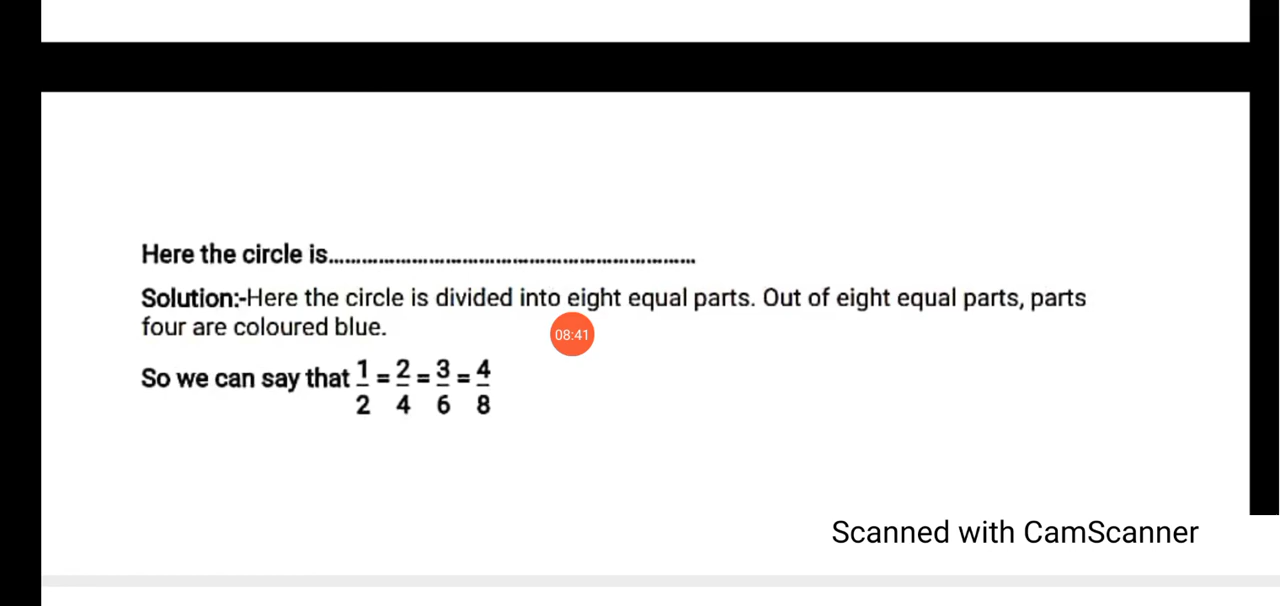 Here the circle is.................................................................
Solution:-Here the circle is divided into eight equal parts. Out of eight equal parts, parts
four are coloured blue.
08:41
So we can say that 1/2 = 2/4 = 3/6 = 4/8
Scanned with CamScanner